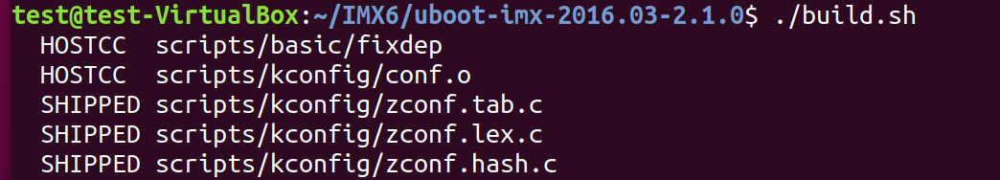 test@test-VirtualBox:~/IMX6/uboot-imx-2016.03-2.1.0$ ./build.sh
  HOSTCC  scripts/basic/fixdep
  HOSTCC  scripts/kconfig/conf.o
  SHIPPED scripts/kconfig/zconf.tab.c
  SHIPPED scripts/kconfig/zconf.lex.c
  SHIPPED scripts/kconfig/zconf.hash.c